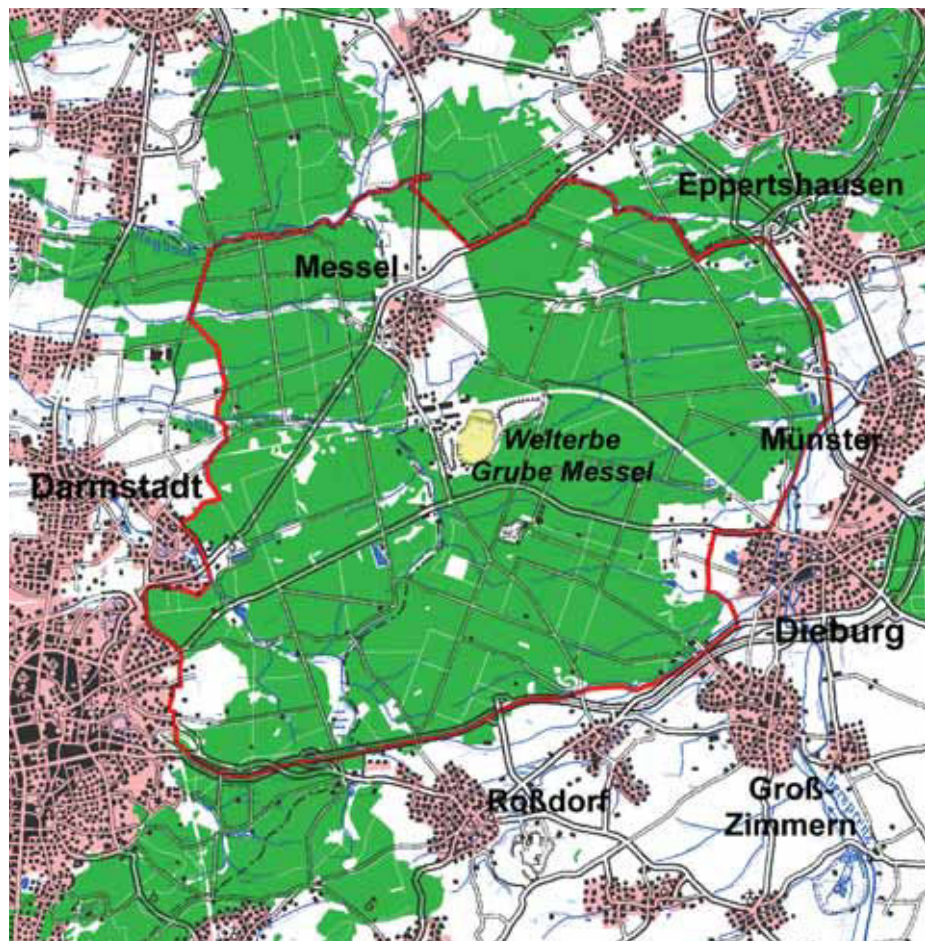 Eppertshausen
Messel
Welterbe
Grube Messel
Münster
Darmstadt
Dieburg
Roßdorf
Groß
Zimmern